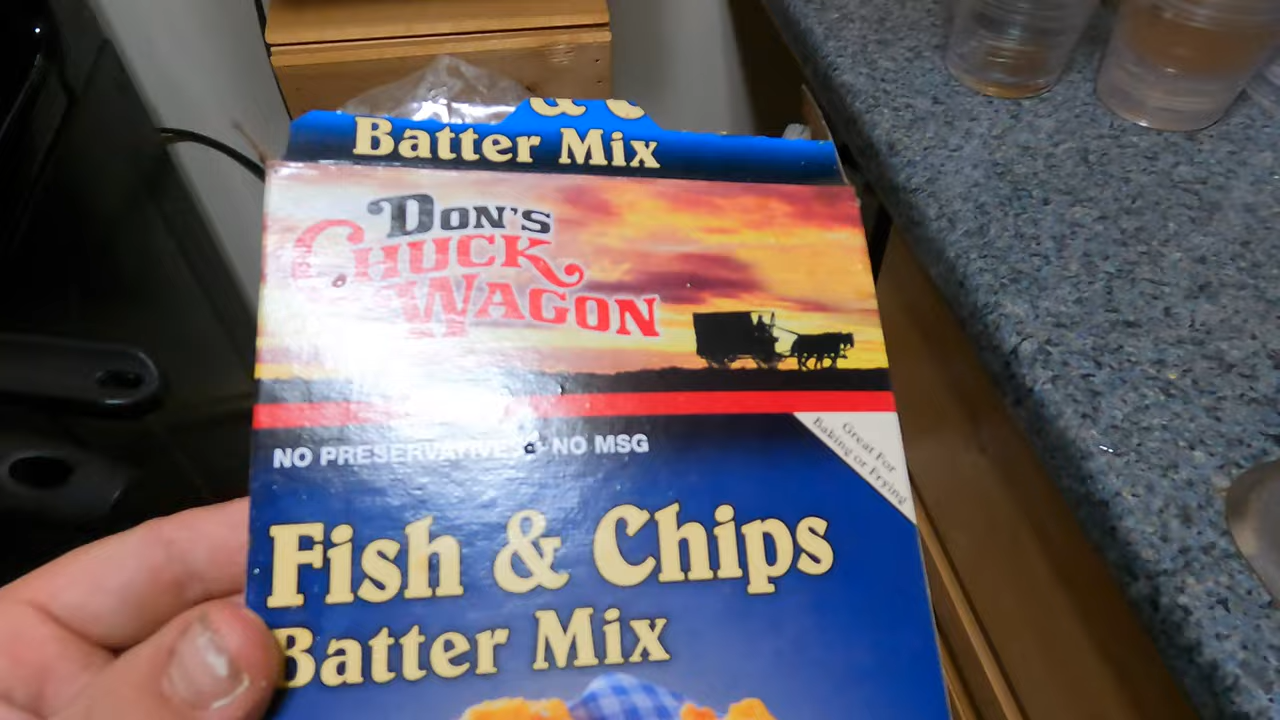 Batter Mix
DON'S
CHUCK
WAGON
NO PRESERVATIVES & NO MSG
Great For
Baking or Frying
Fish & Chips
Batter Mix